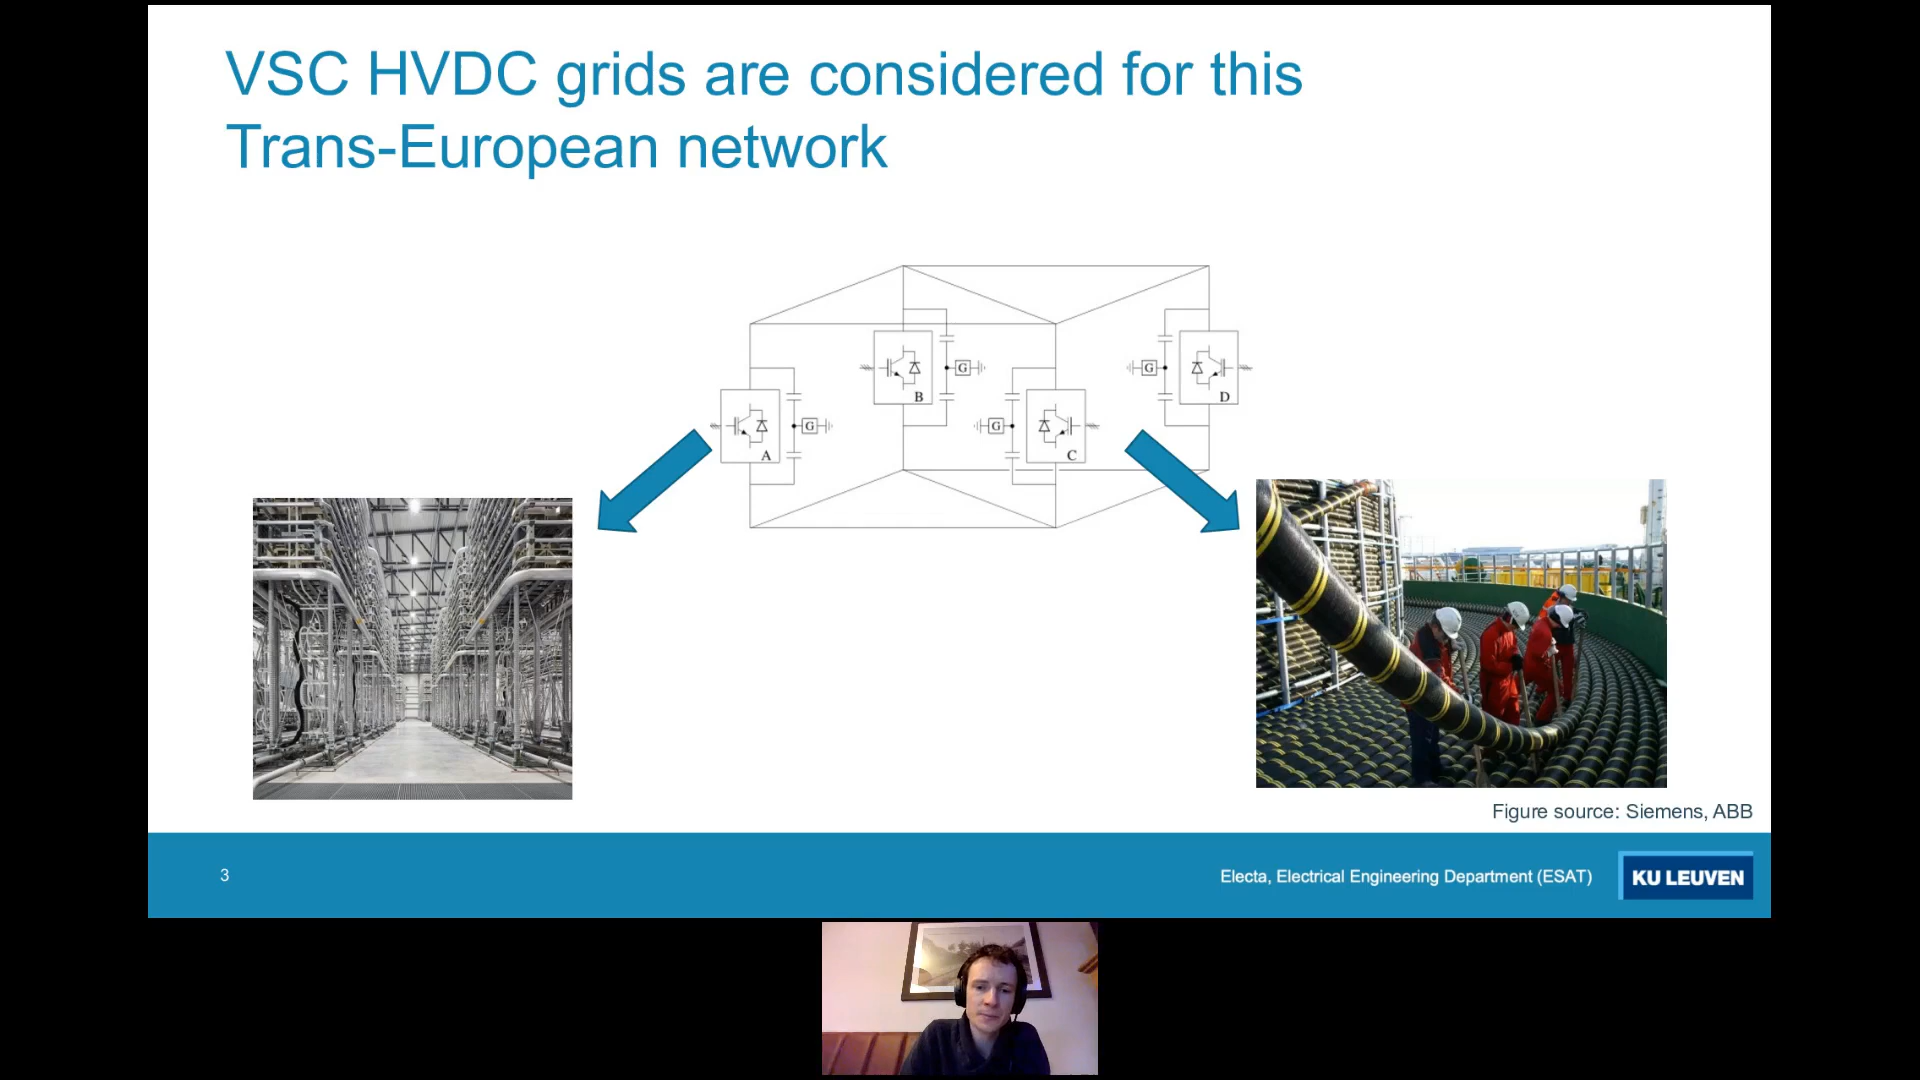 VSC HVDC grids are considered for this
Trans-European network
B
G
G
D
A
G
G
C
Figure source: Siemens, ABB
3
Electa, Electrical Engineering Department (ESAT)
KU LEUVEN